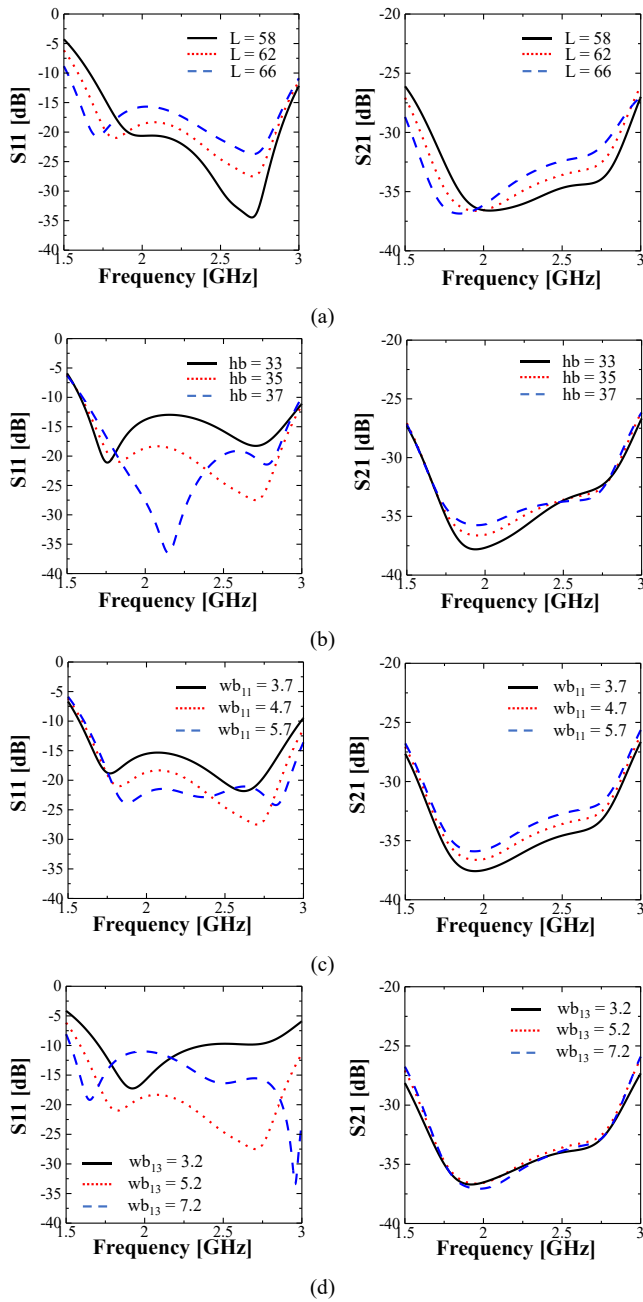 0
-5
-10
-15
-20
-25
-30
-35
-40
S11 [dB]
L = 58
L = 62
L = 66
1.5 2 2.5 3
Frequency [GHz]
-20
-25
-30
-35
-40
S21 [dB]
L = 58
L = 62
L = 66
1.5 2 2.5 3
Frequency [GHz]
(a)
0
-5
-10
-15
-20
-25
-30
-35
-40
S11 [dB]
hb = 33
hb = 35
hb = 37
1.5 2 2.5 3
Frequency [GHz]
-20
-25
-30
-35
-40
S21 [dB]
hb = 33
hb = 35
hb = 37
1.5 2 2.5 3
Frequency [GHz]
(b)
0
-5
-10
-15
-20
-25
-30
-35
-40
S11 [dB]
wb₁₁ = 3.7
wb₁₁ = 4.7
wb₁₁ = 5.7
1.5 2 2.5 3
Frequency [GHz]
-20
-25
-30
-35
-40
S21 [dB]
wb₁₁ = 3.7
wb₁₁ = 4.7
wb₁₁ = 5.7
1.5 2 2.5 3
Frequency [GHz]
(c)
0
-5
-10
-15
-20
-25
-30
-35
-40
S11 [dB]
wb₁₃ = 3.2
wb₁₃ = 5.2
wb₁₃ = 7.2
1.5 2 2.5 3
Frequency [GHz]
-20
-25
-30
-35
-40
S21 [dB]
wb₁₃ = 3.2
wb₁₃ = 5.2
wb₁₃ = 7.2
1.5 2 2.5 3
Frequency [GHz]
(d)